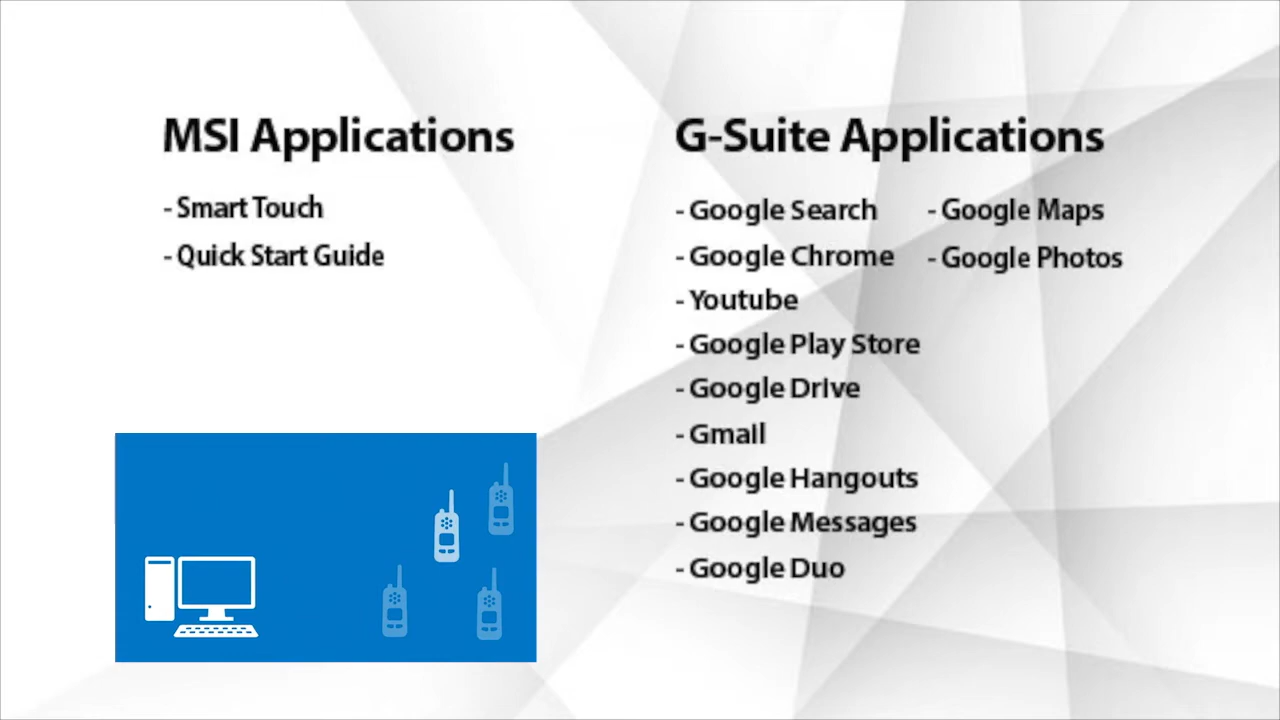 MSI Applications
- Smart Touch
- Quick Start Guide
G-Suite Applications
- Google Search
- Google Chrome
- Youtube
- Google Play Store
- Google Drive
- Gmail
- Google Hangouts
- Google Messages
- Google Duo
- Google Maps
- Google Photos